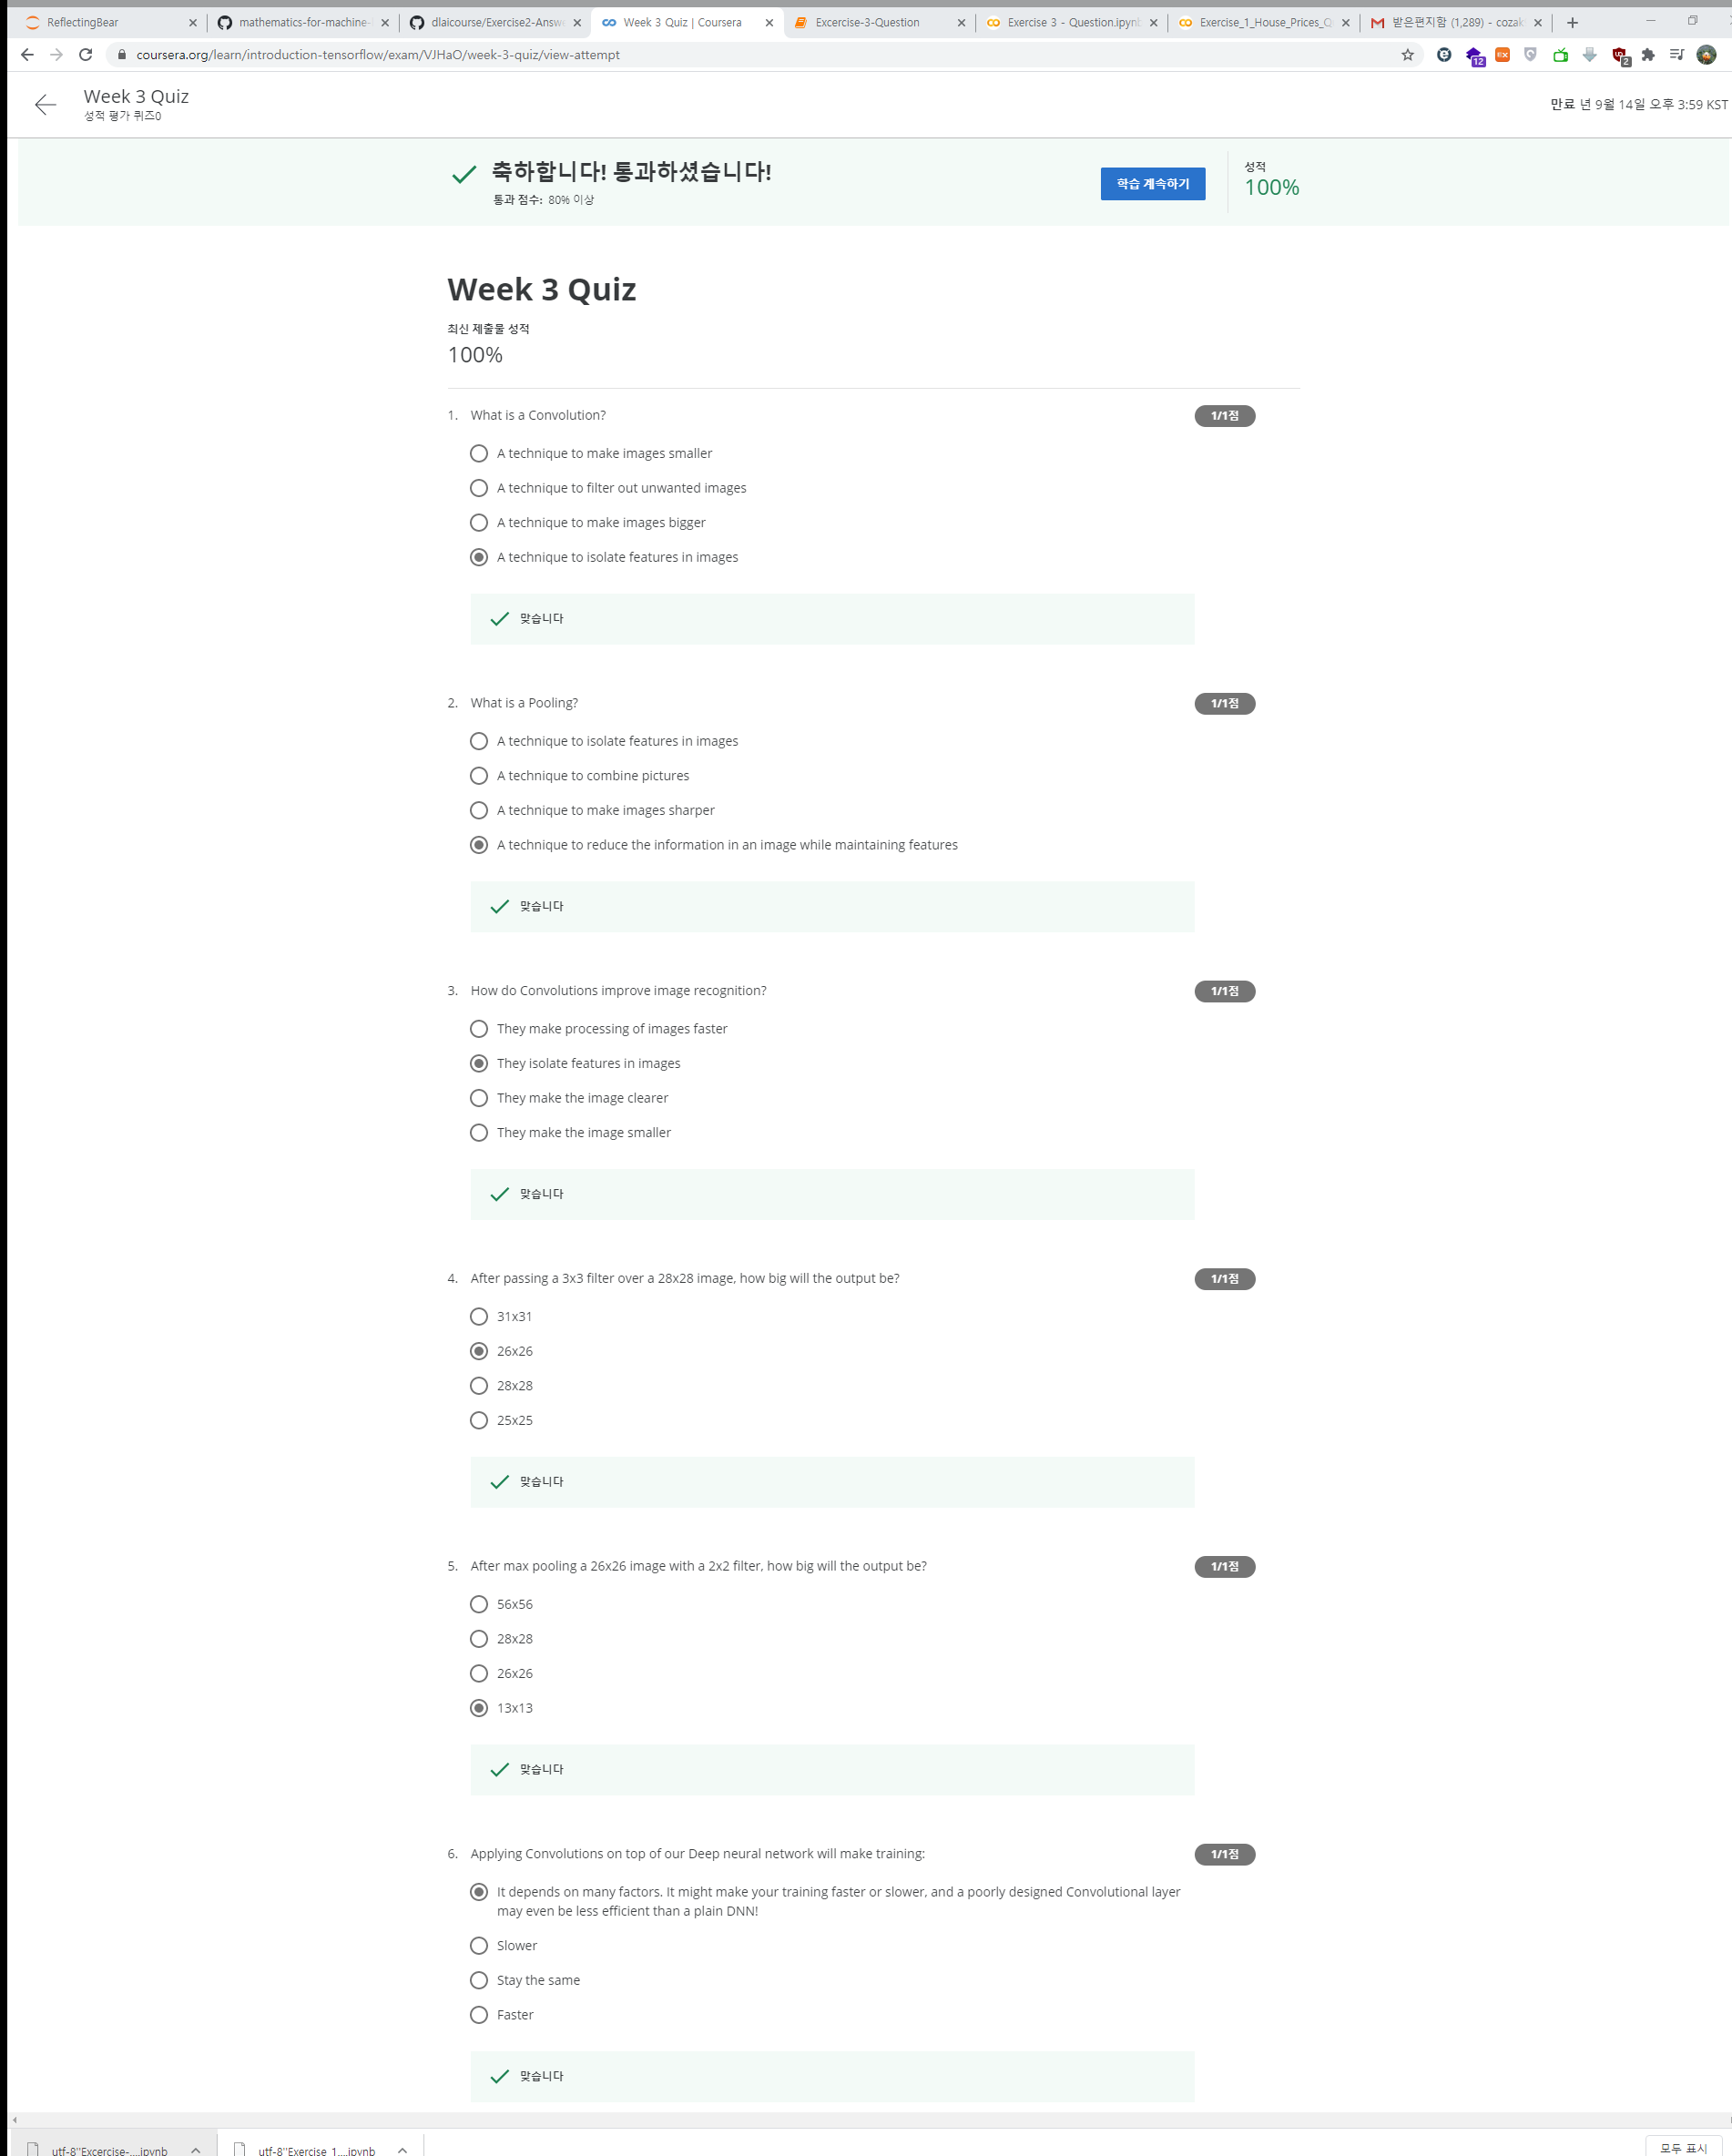 ReflectingBear
mathematics-for-machine-
dlaicourse/Exercise2-Answe
Week 3 Quiz | Coursera
Excercise-3-Question
Exercise 3 - Question.ipynb
Exercise_1_House_Prices_Q
받은편지함 (1,289) - cozak
coursera.org/learn/introduction-tensorflow/exam/VJHaO/week-3-quiz/view-attempt
12
2
Week 3 Quiz
성적 평가 퀴즈0
만료 년 9월 14일 오후 3:59 KST
축하합니다! 통과하셨습니다!
통과 점수: 80% 이상
학습 계속하기
성적
100%
Week 3 Quiz
최신 제출물 성적
100%
1. What is a Convolution?
1/1점
A technique to make images smaller
A technique to filter out unwanted images
A technique to make images bigger
A technique to isolate features in images
맞습니다
2. What is a Pooling?
1/1점
A technique to isolate features in images
A technique to combine pictures
A technique to make images sharper
A technique to reduce the information in an image while maintaining features
맞습니다
3. How do Convolutions improve image recognition?
1/1점
They make processing of images faster
They isolate features in images
They make the image clearer
They make the image smaller
맞습니다
4. After passing a 3x3 filter over a 28x28 image, how big will the output be?
1/1점
31x31
26x26
28x28
25x25
맞습니다
5. After max pooling a 26x26 image with a 2x2 filter, how big will the output be?
1/1점
56x56
28x28
26x26
13x13
맞습니다
6. Applying Convolutions on top of our Deep neural network will make training:
1/1점
It depends on many factors. It might make your training faster or slower, and a poorly designed Convolutional layer
may even be less efficient than a plain DNN!
Slower
Stay the same
Faster
맞습니다
utf-8''Excercise-....ipynb
utf-8''Exercise_1....ipynb
모두 표시